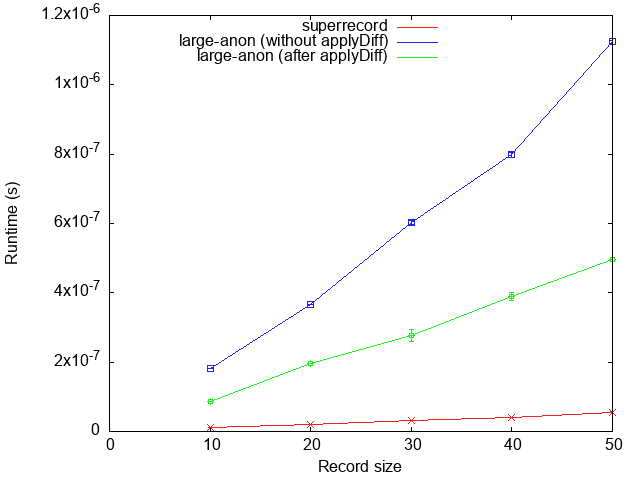 1.2x10-6
1x10-6
8x10-7
6x10-7
4x10-7
2x10-7
0
Runtime (s)
superrecord
large-anon (without applyDiff)
large-anon (after applyDiff)
0 10 20 30 40 50
Record size